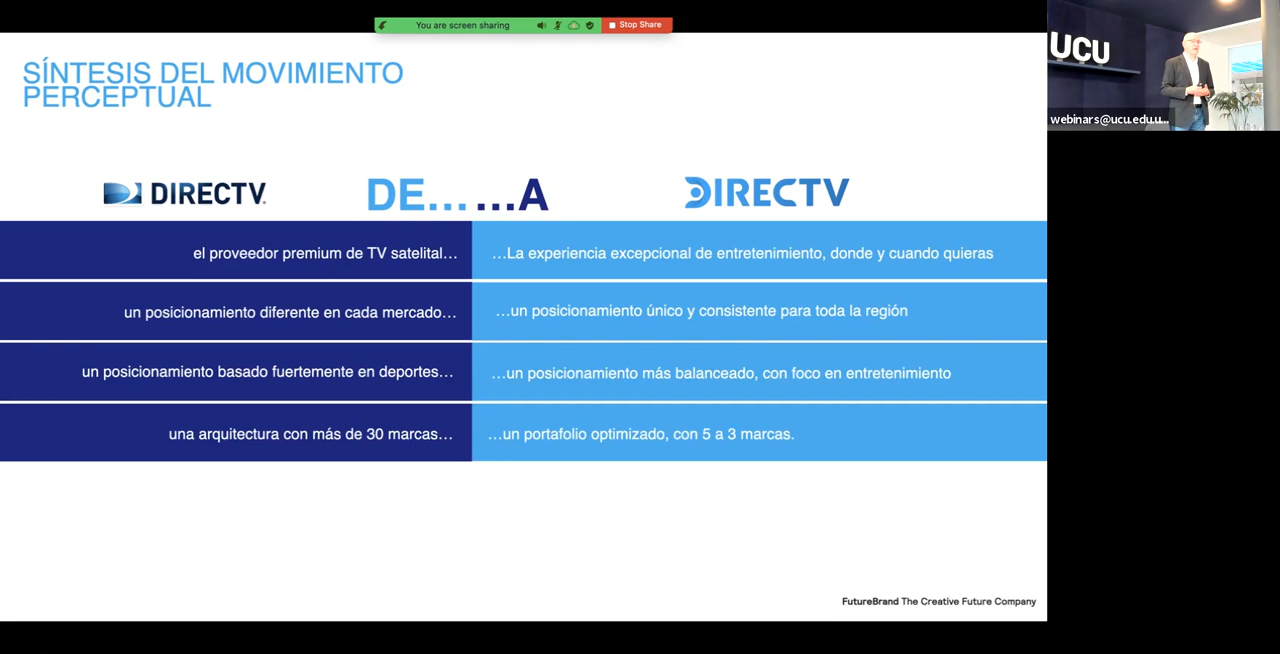 You are screen sharing
Stop Share
UCU
webinars@ucu.edu.u...
SÍNTESIS DEL MOVIMIENTO
PERCEPTUAL
DIRECTV
DE... ...A
DIRECTV
el proveedor premium de TV satelital...
...La experiencia excepcional de entretenimiento, donde y cuando quieras
un posicionamiento diferente en cada mercado...
...un posicionamiento único y consistente para toda la región
un posicionamiento basado fuertemente en deportes...
...un posicionamiento más balanceado, con foco en entretenimiento
una arquitectura con más de 30 marcas...
...un portafolio optimizado, con 5 a 3 marcas.
FutureBrand The Creative Future Company